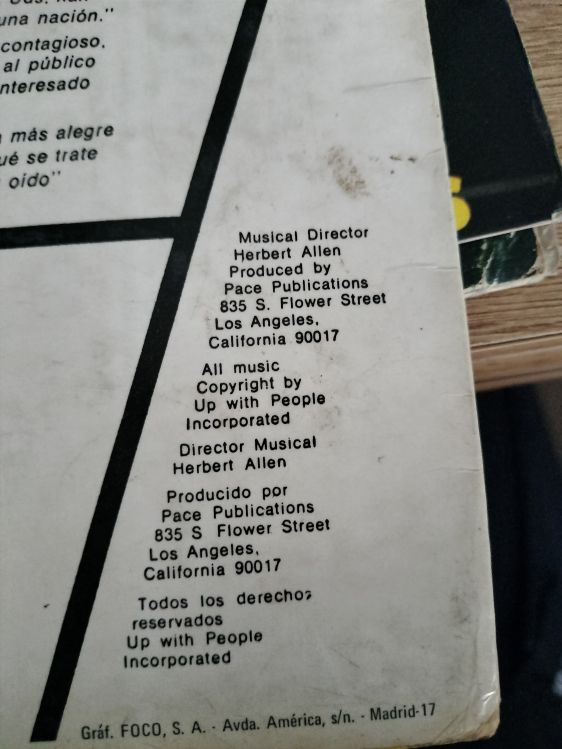 Uds. han
una nación."
contagioso,
al público
nteresado
más alegre
ué se trate
oido"
Musical Director
Herbert Allen
Produced by
Pace Publications
835 S. Flower Street
Los Angeles,
California 90017
All music
Copyright by
Up with People
Incorporated
Director Musical
Herbert Allen
Producido por
Pace Publications
835 S Flower Street
Los Angeles,
California 90017
Todos los derechos
reservados
Up with People
Incorporated
Gráf. FOCO, S. A. - Avda. América, s/n. - Madrid-17